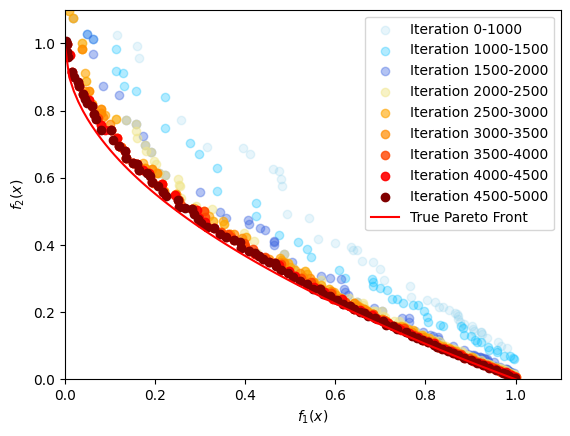 Iteration 0-1000
Iteration 1000-1500
Iteration 1500-2000
Iteration 2000-2500
Iteration 2500-3000
Iteration 3000-3500
Iteration 3500-4000
Iteration 4000-4500
Iteration 4500-5000
True Pareto Front
f₂(x)
1.0
0.8
0.6
0.4
0.2
0.0
0.0 0.2 0.4 0.6 0.8 1.0
f₁(x)